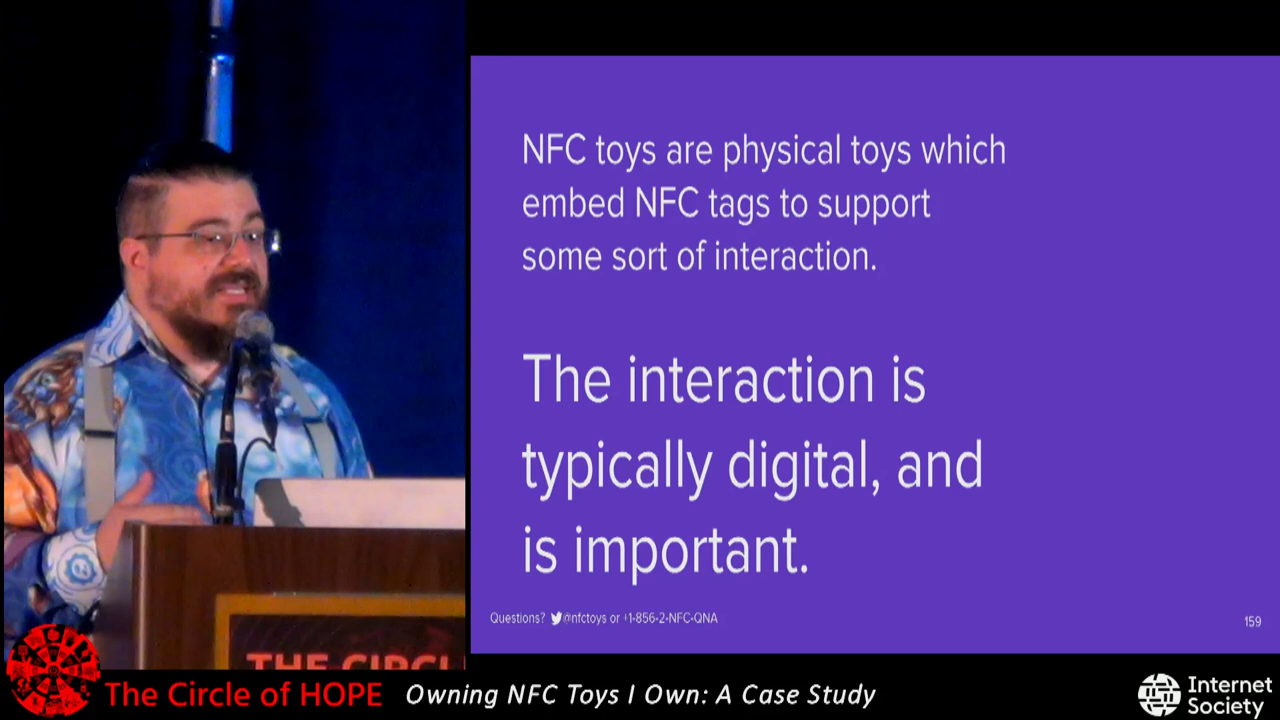 NFC toys are physical toys which
embed NFC tags to support
some sort of interaction.
The interaction is
typically digital, and
is important.
Questions? @nfctoys or +1-856-2-NFC-QNA
159
THE CIRCL
The Circle of HOPE
Owning NFC Toys I Own: A Case Study
Internet
Society